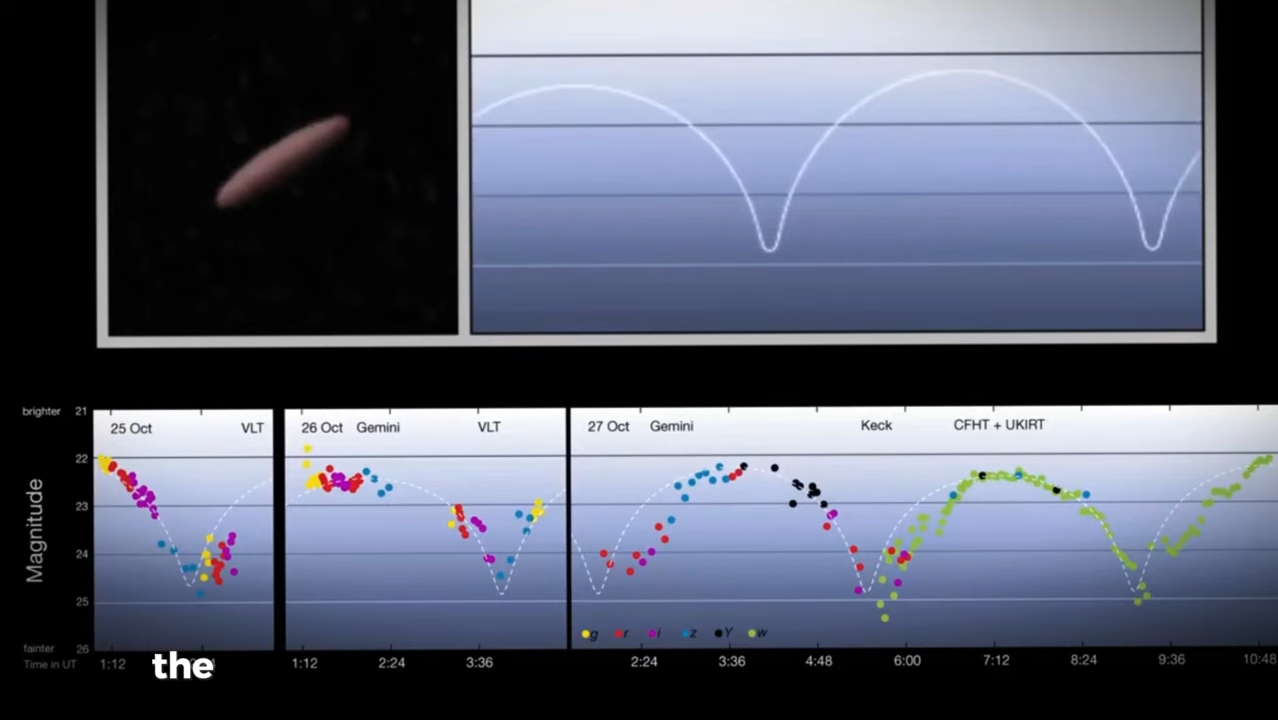 brighter 21
25 Oct VLT
26 Oct Gemini VLT
27 Oct Gemini Keck CFHT + UKIRT
22
23
Magnitude
24
25
g r i z Y w
fainter 26
Time in UT 1:12 1:12 2:24 3:36 2:24 3:36 4:48 6:00 7:12 8:24 9:36 10:48
the